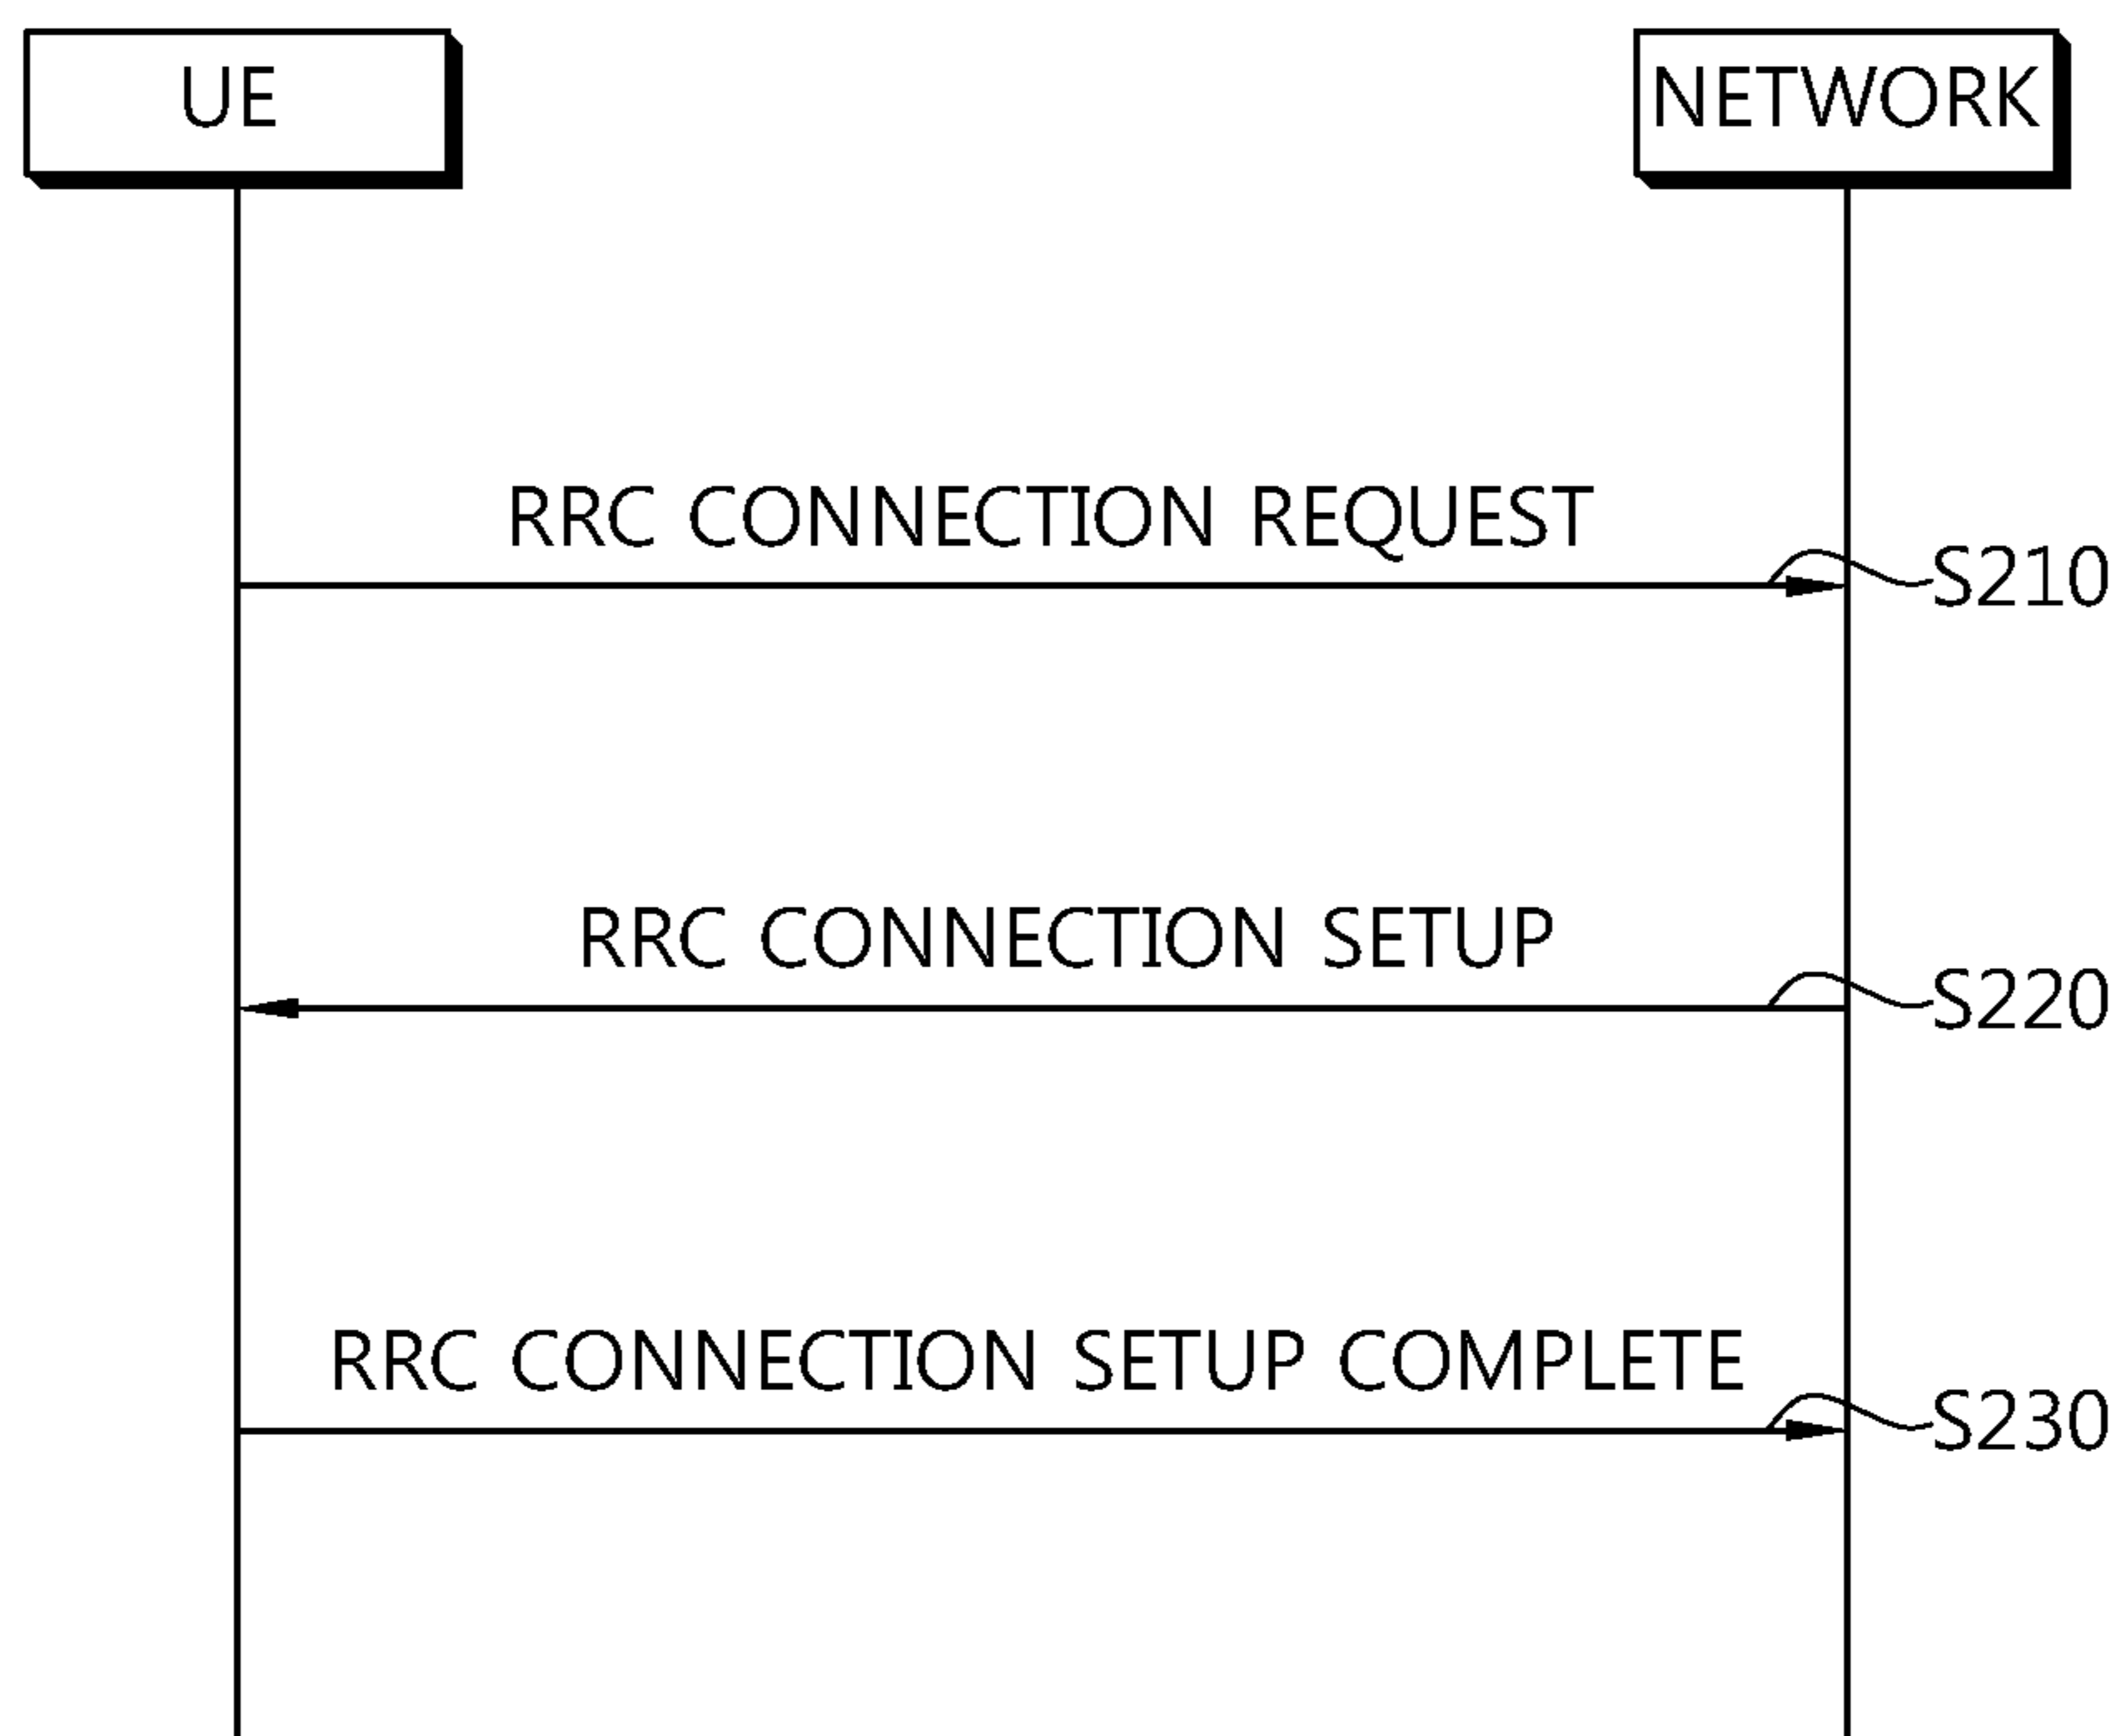 UE
NETWORK
RRC CONNECTION REQUEST
S210
RRC CONNECTION SETUP
S220
RRC CONNECTION SETUP COMPLETE
S230